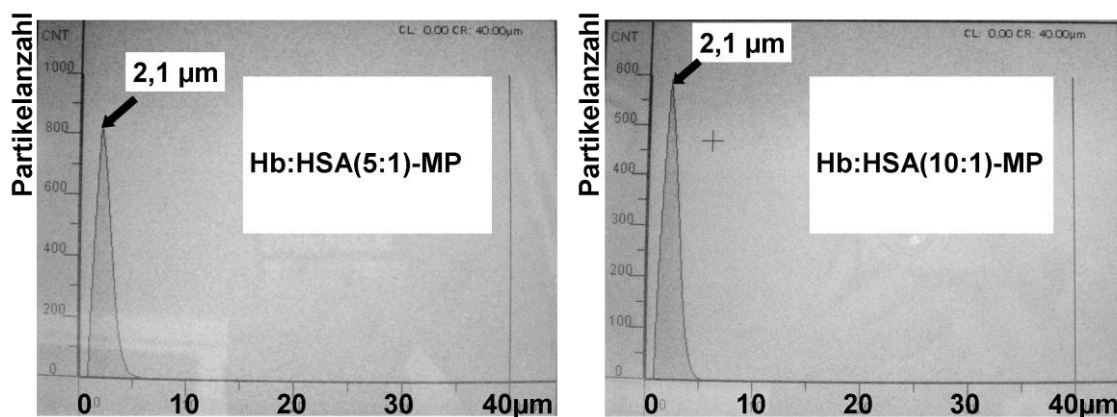 CNT
CL: 0.00 CR: 40.00µm
Partikelanzahl
1000
800
600
400
200
0
2,1 µm
Hb:HSA(5:1)-MP
0 10 20 30 40µm
CNT
CL: 0.00 CR: 40.00µm
Partikelanzahl
600
500
400
300
200
100
0
2,1 µm
Hb:HSA(10:1)-MP
0 10 20 30 40µm